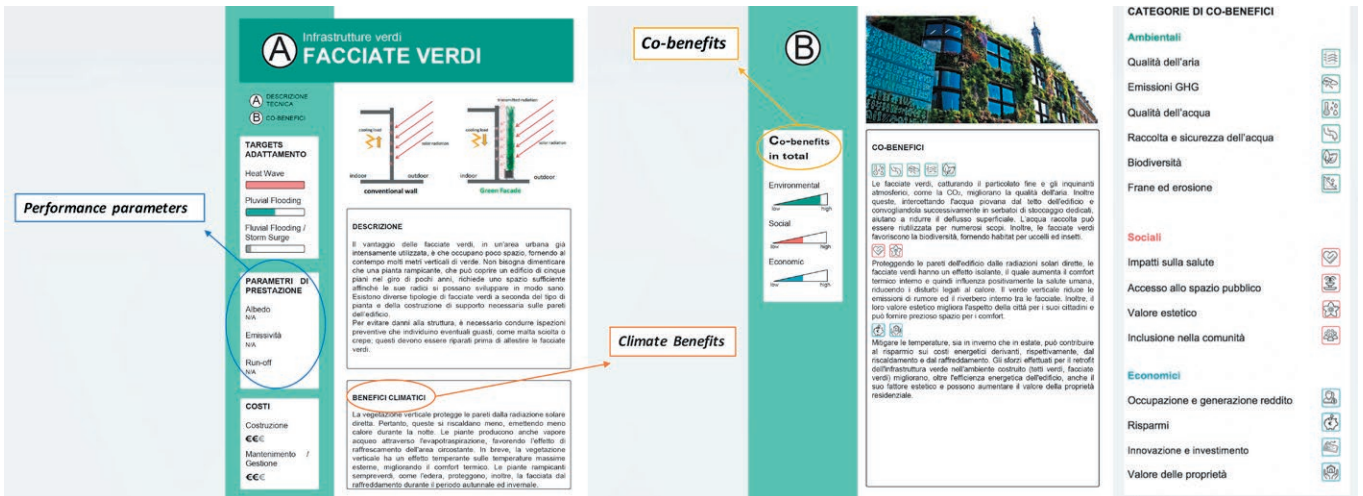 Performance parameters
A
Infrastrutture verdi
FACCIATE VERDI
A DESCRIZIONE
TECNICA
B CO-BENEFICI
TARGETS
ADATTAMENTO
Heat Wave
Pluvial Flooding
Fluvial Flooding /
Storm Surge
PARAMETRI DI
PRESTAZIONE
Albedo
N/A
Emissività
N/A
Run-off
N/A
COSTI
Costruzione
€€€
Mantenimento /
Gestione
€€€
cooling load
solar radiation
indoor
outdoor
conventional wall
transmitted radiation
cooling load
solar radiation
indoor
outdoor
Green facade
DESCRIZIONE
Il vantaggio delle facciate verdi, in un'area urbana già
intensamente utilizzata, è che occupano poco spazio, fornendo al
contempo molti metri verticali di verde. Non bisogna dimenticare
che una pianta rampicante, che può coprire un edificio di cinque
piani nel giro di pochi anni, richiede uno spazio sufficiente
affinché le sue radici si possano sviluppare in modo sano.
Esistono diverse tipologie di facciate verdi a seconda del tipo di
pianta e della costruzione di supporto necessaria sulle pareti
dell'edificio.
Per evitare danni alla struttura, è necessario condurre ispezioni
preventive che individuino eventuali guasti, come malta sciolta o
crepe; questi devono essere riparati prima di allestire le facciate
verdi.
BENEFICI CLIMATICI
La vegetazione verticale protegge le pareti dalla radiazione solare
diretta. Pertanto, queste si riscaldano meno, emettendo meno
calore durante la notte. Le piante producono anche vapore
acqueo attraverso l'evapotraspirazione, favorendo l'effetto di
raffrescamento dell'area circostante. In breve, la vegetazione
verticale ha un effetto temperante sulle temperature massime
esterne, migliorando il comfort termico. Le piante rampicanti
sempreverdi, come l'edera, proteggono, inoltre, la facciata dal
raffreddamento durante il periodo autunnale ed invernale.
Co-benefits
Climate Benefits
B
Co-benefits
in total
Environmental
low high
Social
low high
Economic
low high
CO-BENEFICI
Le facciate verdi, catturando il particolato fine e gli inquinanti
atmosferici, come la CO₂, migliorano la qualità dell'aria. Inoltre
queste, intercettando l'acqua piovana dal tetto dell'edificio e
convogliandola successivamente in serbatoi di stoccaggio dedicati,
aiutano a ridurre il deflusso superficiale. L'acqua raccolta può
essere riutilizzata per numerosi scopi. Inoltre, le facciate verdi
favoriscono la biodiversità, fornendo habitat per uccelli ed insetti.
Proteggendo le pareti dell'edificio dalle radiazioni solari dirette, le
facciate verdi hanno un effetto isolante, il quale aumenta il comfort
termico interno e quindi influenza positivamente la salute umana,
riducendo i disturbi legati al calore. Il verde verticale riduce le
emissioni di rumore ed il riverbero interno tra le facciate. Inoltre, il
loro valore estetico migliora l'aspetto della città per i suoi cittadini e
può fornire prezioso spazio per i comfort.
Mitigare le temperature, sia in inverno che in estate, può contribuire
al risparmio sui costi energetici derivanti, rispettivamente, dal
riscaldamento e dal raffreddamento. Gli sforzi effettuati per il retrofit
dell'infrastruttura verde nell'ambiente costruito (tetti verdi, facciate
verdi) migliorano, oltre l'efficienza energetica dell'edificio, anche il
suo fattore estetico e possono aumentare il valore della proprietà
residenziale.
CATEGORIE DI CO-BENEFICI
Ambientali
Qualità dell'aria
Emissioni GHG
Qualità dell'acqua
Raccolta e sicurezza dell'acqua
Biodiversità
Frane ed erosione
Sociali
Impatti sulla salute
Accesso allo spazio pubblico
Valore estetico
Inclusione nella comunità
Economici
Occupazione e generazione reddito
Risparmi
Innovazione e investimento
Valore delle proprietà